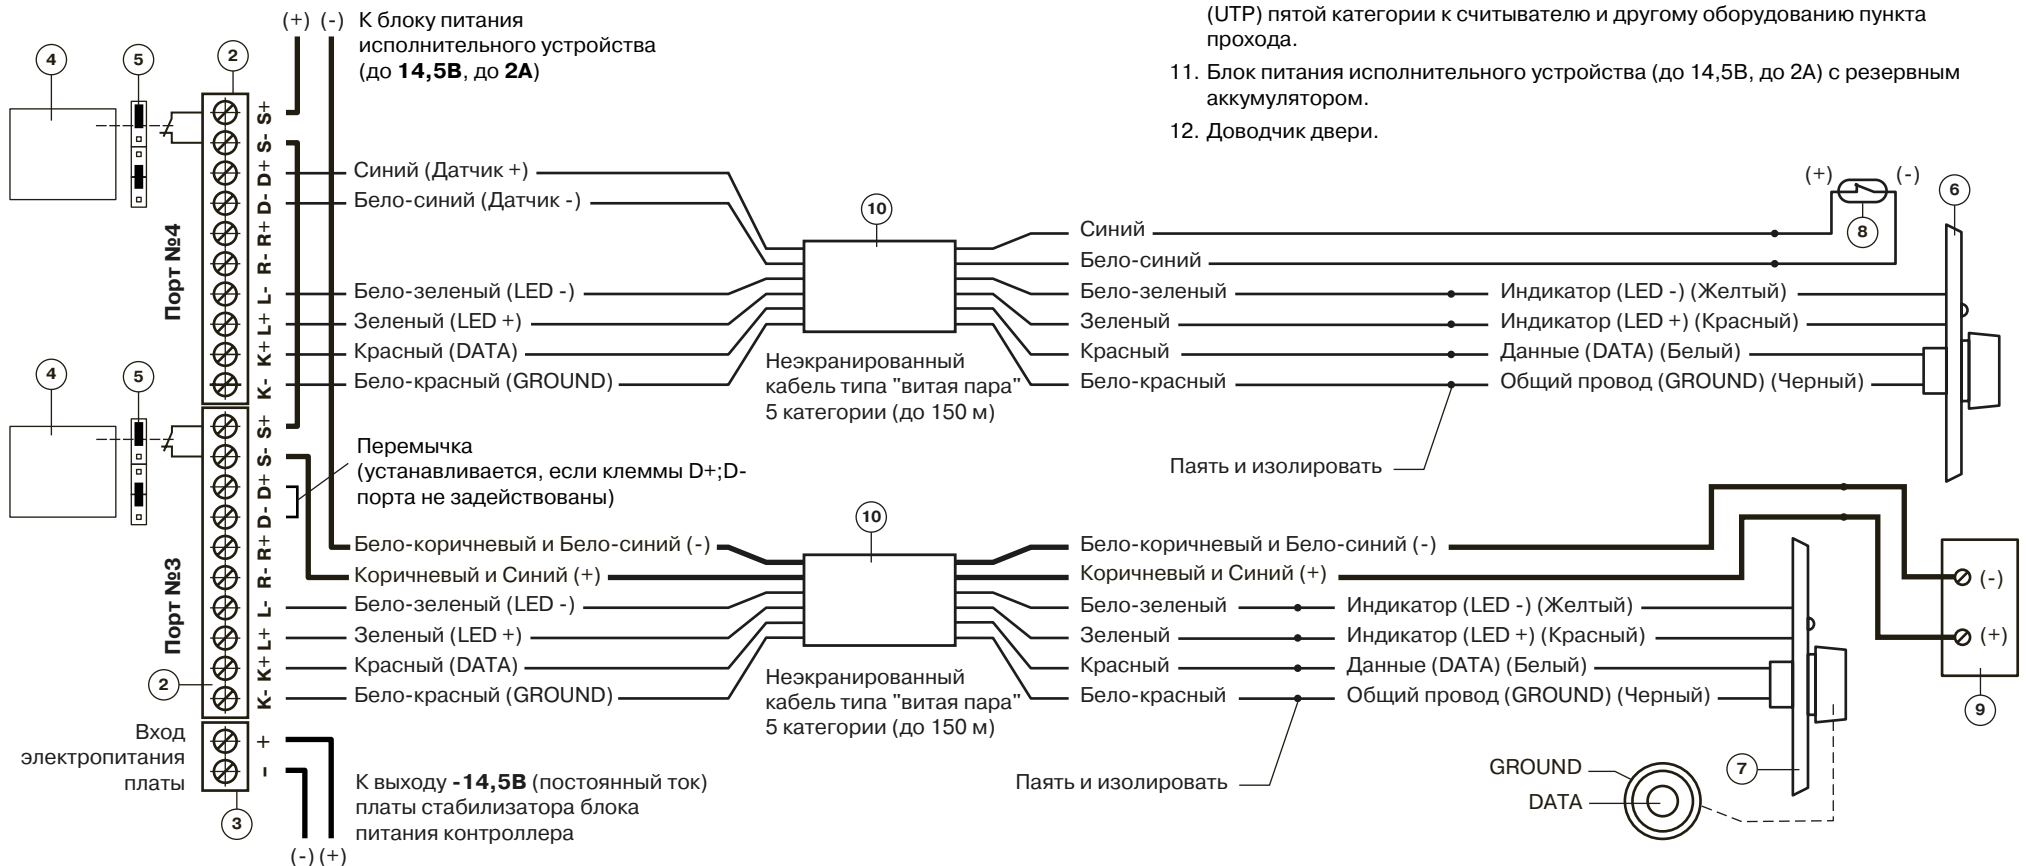 (UTP) пятой категории к считывателю и другому оборудованию пункта
прохода.
11. Блок питания исполнительного устройства (до 14,5В, до 2А) с резервным
аккумулятором.
12. Доводчик двери.
(+) (-) К блоку питания
исполнительного устройства
(до 14,5В, до 2А)
4
5
2
S+
S-
D+
D-
R+
R-
L-
L+
K+
K-
Порт №4
Синий (Датчик +)
Бело-синий (Датчик -)
Бело-зеленый (LED -)
Зеленый (LED +)
Красный (DATA)
Бело-красный (GROUND)
10
Неэкранированный
кабель типа "витая пара"
5 категории (до 150 м)
Синий
Бело-синий
Бело-зеленый
Зеленый
Красный
Бело-красный
(+)
(-)
8
6
Индикатор (LED -) (Желтый)
Индикатор (LED +) (Красный)
Данные (DATA) (Белый)
Общий провод (GROUND) (Черный)
Паять и изолировать
4
5
S+
S-
D+
D-
R+
R-
L-
L+
K+
K-
Порт №3
2
Перемычка
(устанавливается, если клеммы D+;D-
порта не задействованы)
Бело-коричневый и Бело-синий (-)
Коричневый и Синий (+)
Бело-зеленый (LED -)
Зеленый (LED +)
Красный (DATA)
Бело-красный (GROUND)
10
Неэкранированный
кабель типа "витая пара"
5 категории (до 150 м)
Бело-коричневый и Бело-синий (-)
Коричневый и Синий (+)
Бело-зеленый
Зеленый
Красный
Бело-красный
Индикатор (LED -) (Желтый)
Индикатор (LED +) (Красный)
Данные (DATA) (Белый)
Общий провод (GROUND) (Черный)
(-)
(+)
9
7
Паять и изолировать
GROUND
DATA
Вход
электропитания
платы
+
-
3
К выходу -14,5В (постоянный ток)
платы стабилизатора блока
питания контроллера
(-) (+)